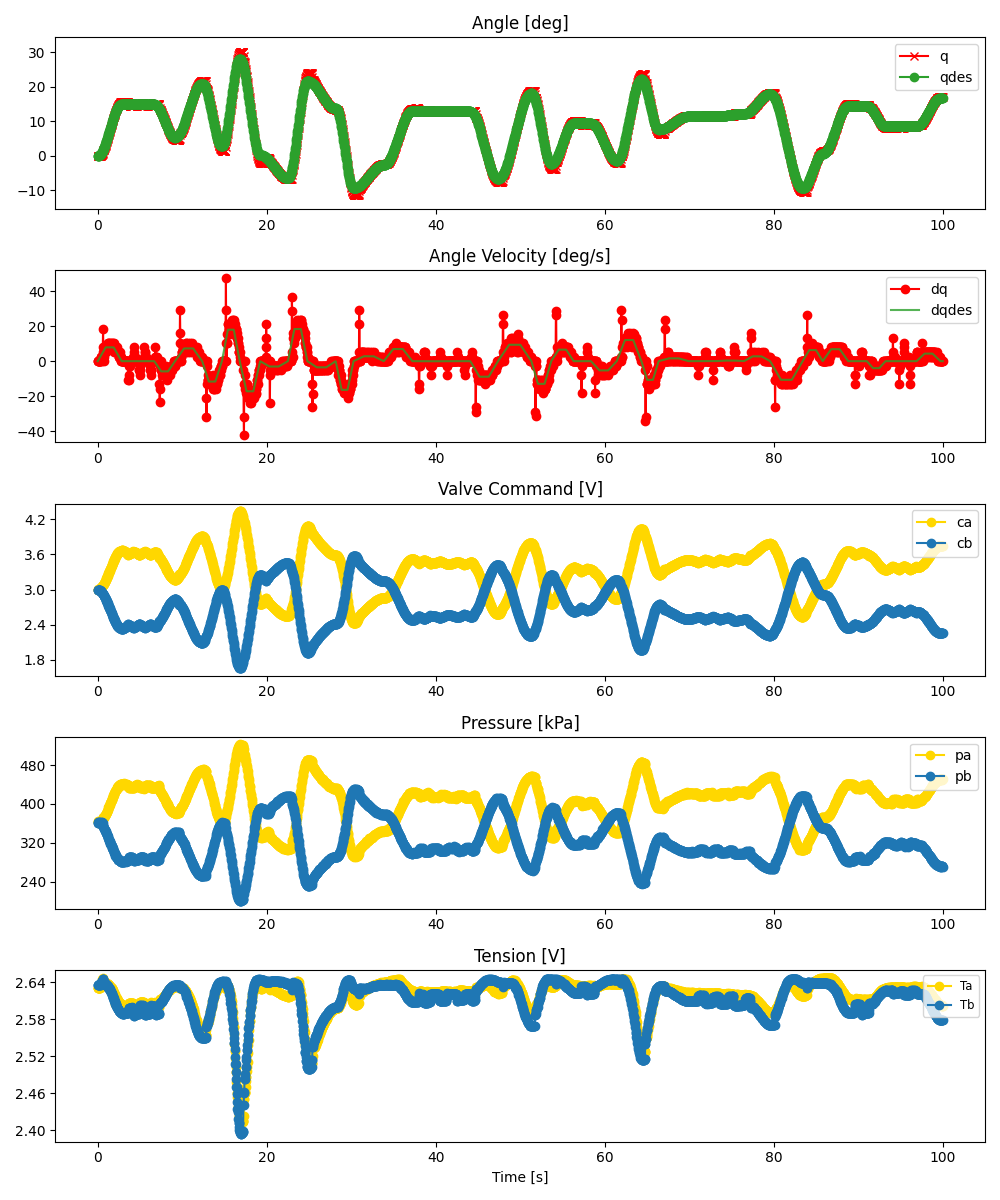 Angle [deg]
30
20
10
0
−10
q
qdes
0 20 40 60 80 100
Angle Velocity [deg/s]
40
20
0
−20
−40
dq
dqdes
0 20 40 60 80 100
Valve Command [V]
4.2
3.6
3.0
2.4
1.8
ca
cb
0 20 40 60 80 100
Pressure [kPa]
480
400
320
240
pa
pb
0 20 40 60 80 100
Tension [V]
2.64
2.58
2.52
2.46
2.40
Ta
Tb
0 20 40 60 80 100
Time [s]